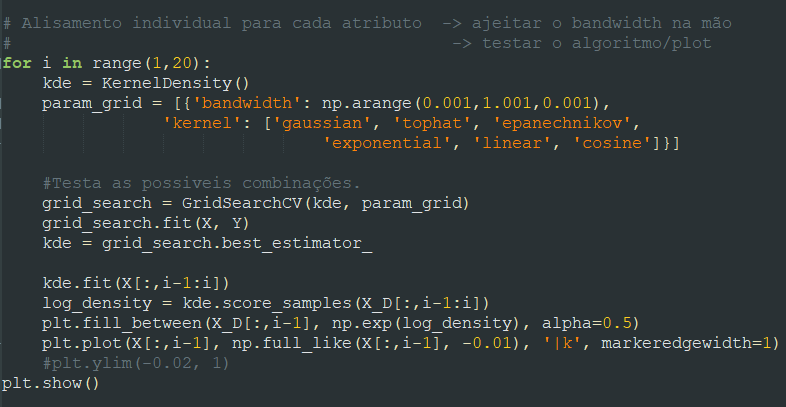 # Alisamento individual para cada atributo  -> ajeitar o bandwidth na mão
#                                            -> testar o algoritmo/plot
for i in range(1,20):
    kde = KernelDensity()
    param_grid = [{'bandwidth': np.arange(0.001,1.001,0.001),
                'kernel': ['gaussian', 'tophat', 'epanechnikov',
                                'exponential', 'linear', 'cosine']}]
    #Testa as possiveis combinações.
    grid_search = GridSearchCV(kde, param_grid)
    grid_search.fit(X, Y)
    kde = grid_search.best_estimator_
    kde.fit(X[:,i-1:i])
    log_density = kde.score_samples(X_D[:,i-1:i])
    plt.fill_between(X_D[:,i-1], np.exp(log_density), alpha=0.5)
    plt.plot(X[:,i-1], np.full_like(X[:,i-1], -0.01), '|k', markeredgewidth=1)
    #plt.ylim(-0.02, 1)
plt.show()